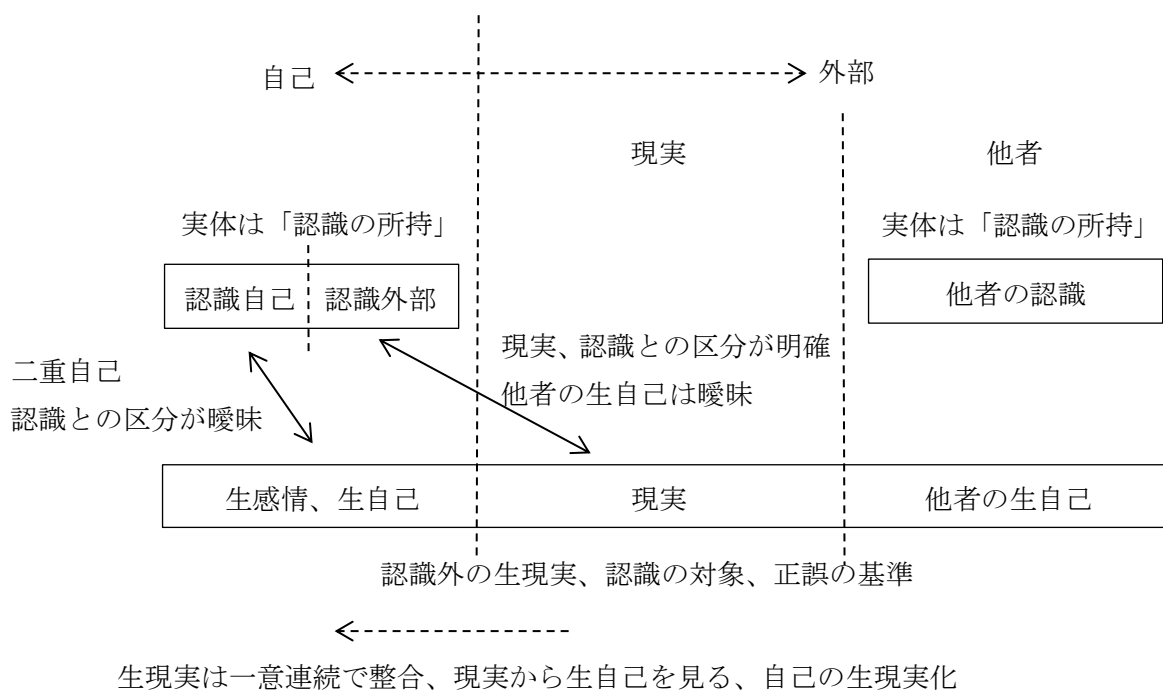 自己
外部
現実
他者
実体は「認識の所持」
実体は「認識の所持」
認識自己
認識外部
他者の認識
二重自己
認識との区分が曖昧
現実、認識との区分が明確
他者の生自己は曖昧
生感情、生自己
現実
他者の生自己
認識外の生現実、認識の対象、正誤の基準
生現実は一意連続で整合、現実から生自己を見る、自己の生現実化